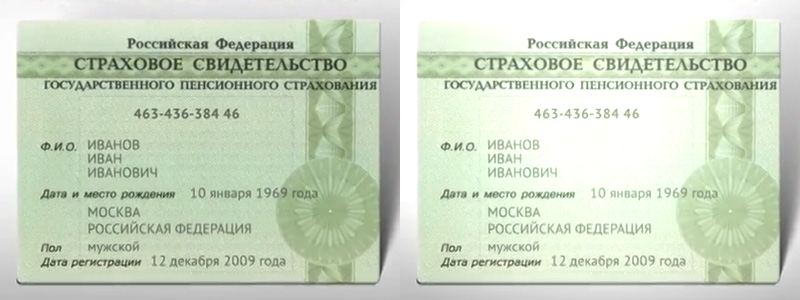 Российская Федерация
СТРАХОВОЕ СВИДЕТЕЛЬСТВО
ГОСУДАРСТВЕННОГО ПЕНСИОННОГО СТРАХОВАНИЯ
463-436-384 46
Ф.И.О. ИВАНОВ
ИВАН
ИВАНОВИЧ
Дата и место рождения 10 января 1969 года
МОСКВА
РОССИЙСКАЯ ФЕДЕРАЦИЯ
Пол мужской
Дата регистрации 12 декабря 2009 года
Российская Федерация
СТРАХОВОЕ СВИДЕТЕЛЬСТВО
ГОСУДАРСТВЕННОГО ПЕНСИОННОГО СТРАХОВАНИЯ
463-436-384 46
Ф.И.О. ИВАНОВ
ИВАН
ИВАНОВИЧ
Дата и место рождения 10 января 1969 года
МОСКВА
РОССИЙСКАЯ ФЕДЕРАЦИЯ
Пол мужской
Дата регистрации 12 декабря 2009 года